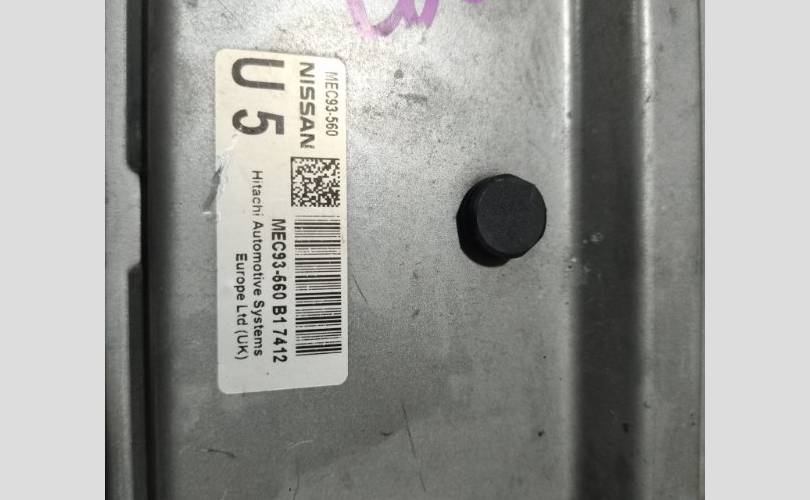 MEC93-560
NISSAN
U 5
MEC93-560 B1 7412
Hitachi Automotive Systems
Europe Ltd (UK)